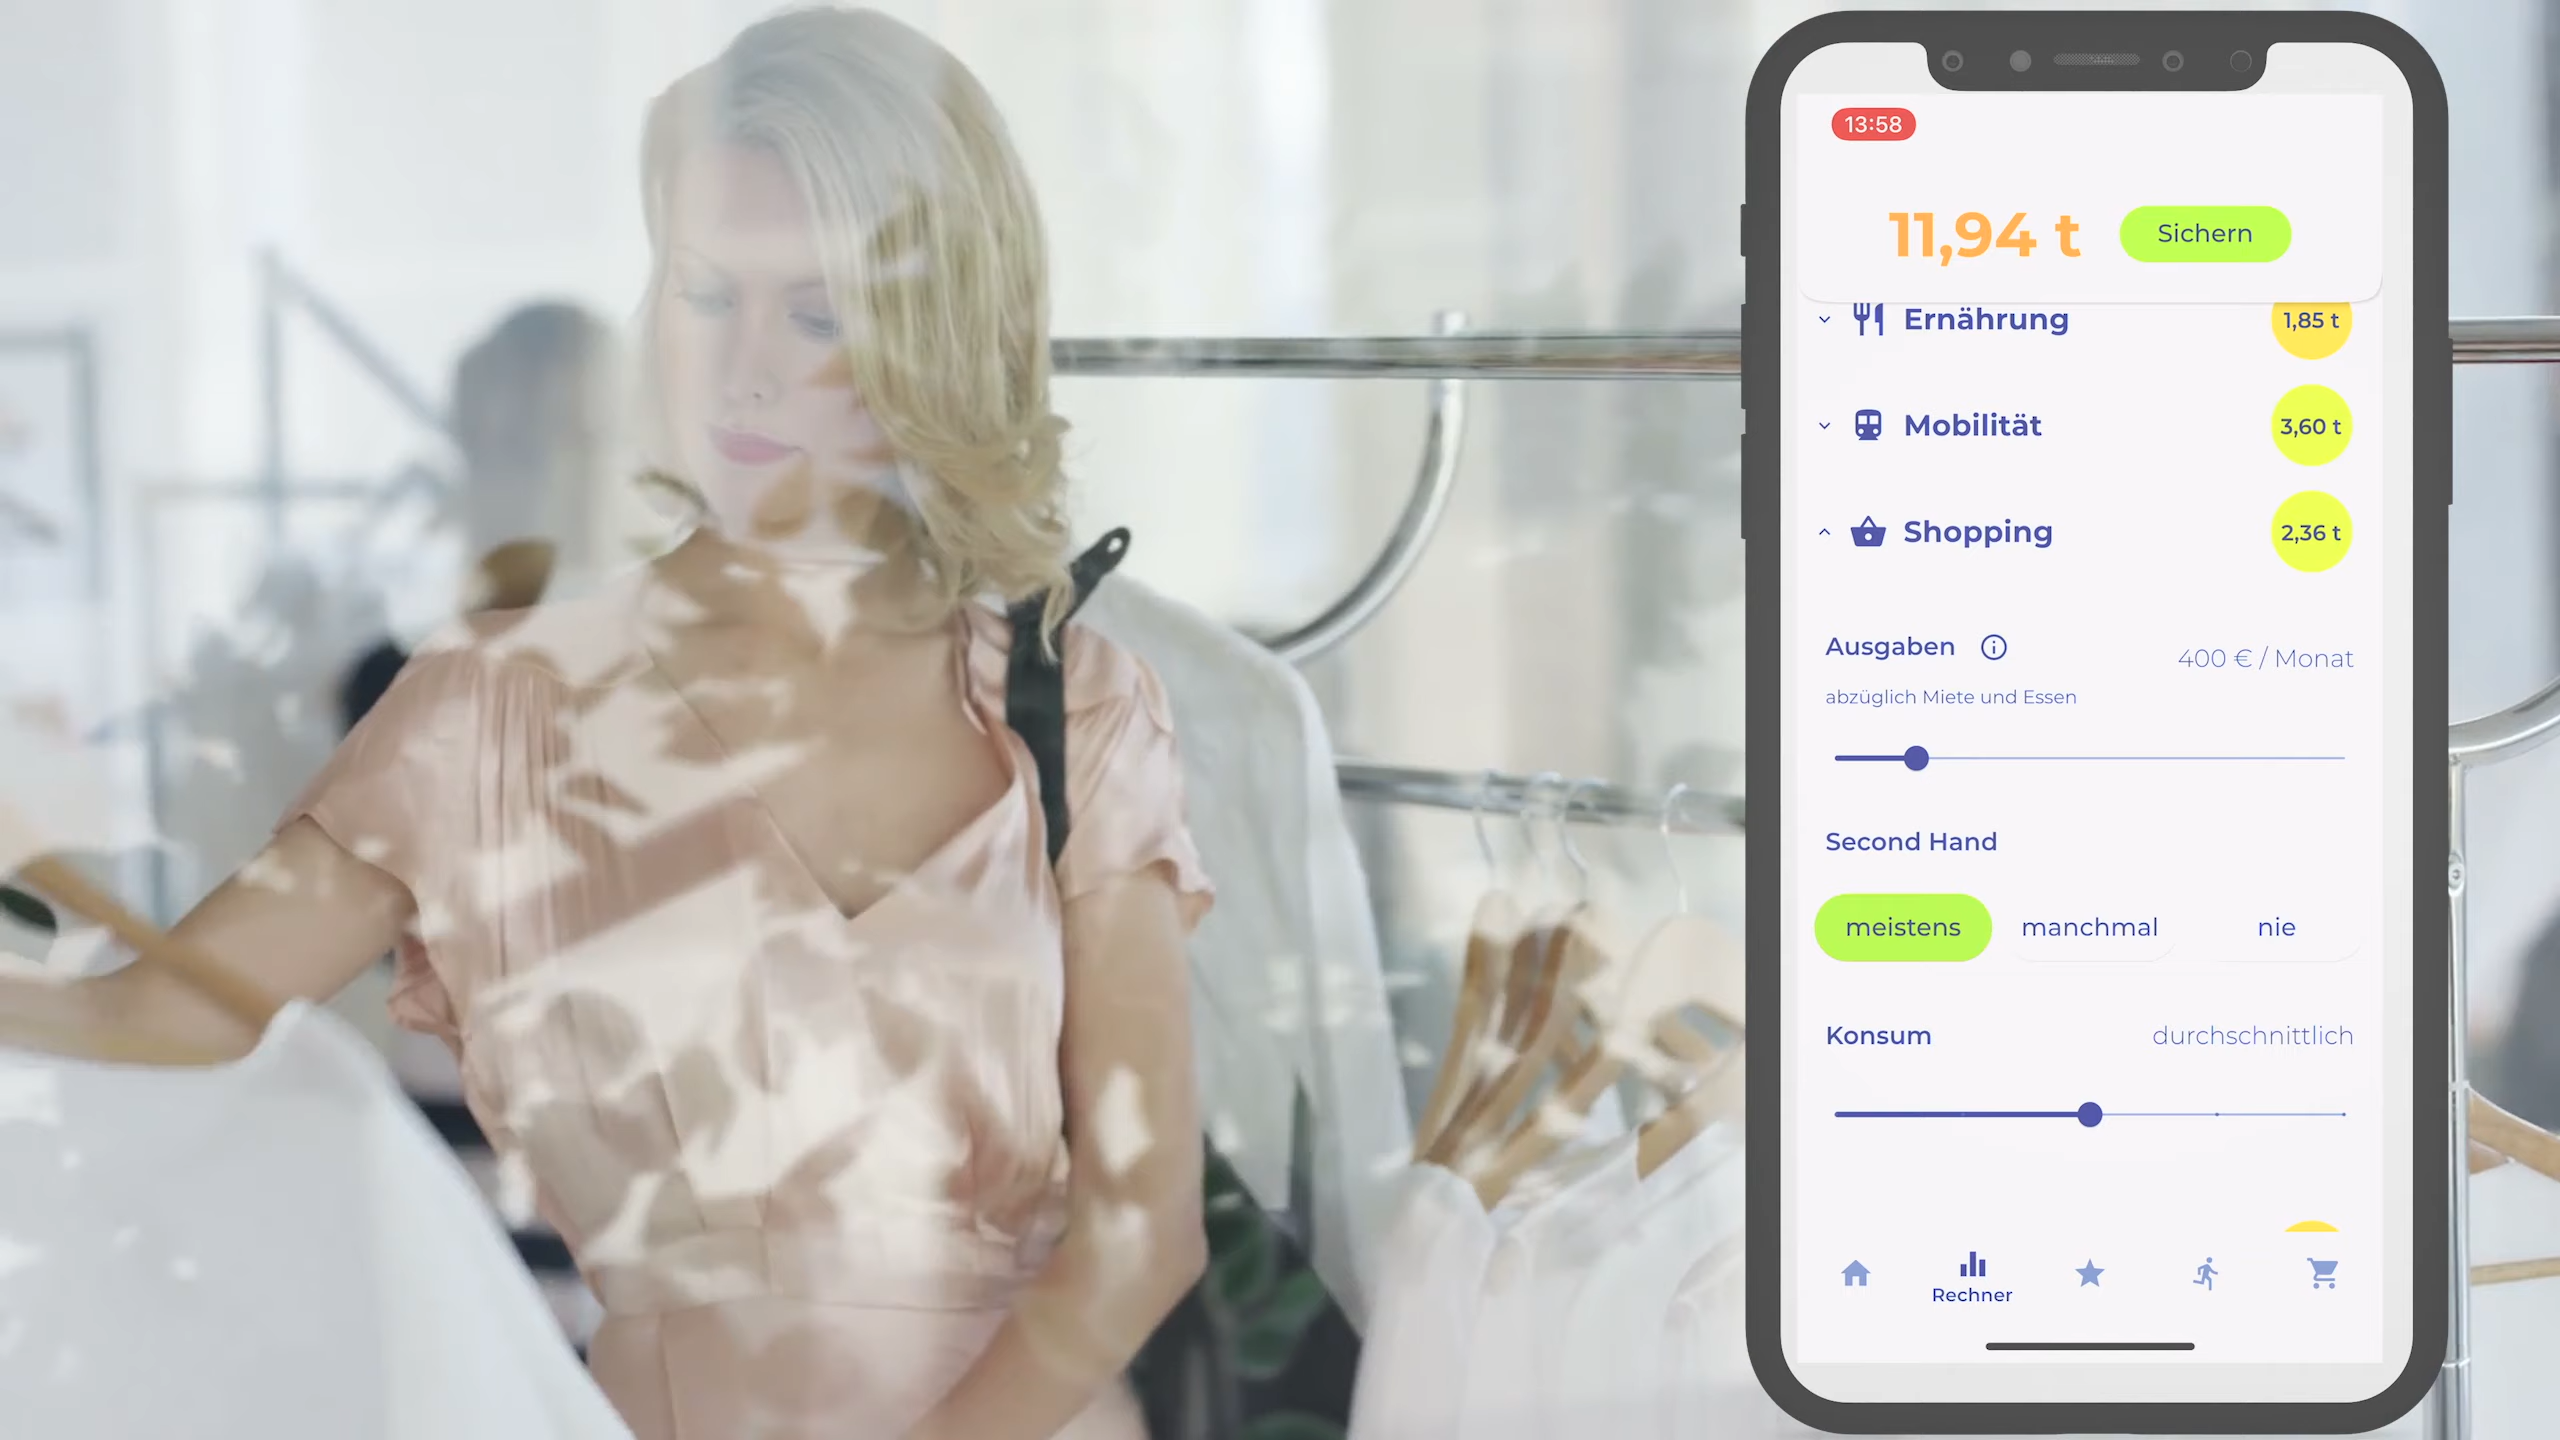 13:58
11,94 t Sichern
Ernährung 1,85 t
Mobilität 3,60 t
Shopping 2,36 t
Ausgaben 400 € / Monat
abzüglich Miete und Essen
Second Hand
meistens manchmal nie
Konsum durchschnittlich
Rechner